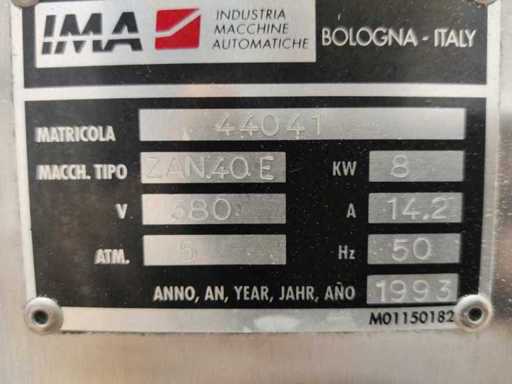 IMA
INDUSTRIA
MACCHINE
AUTOMATICHE
BOLOGNA - ITALY
MATRICOLA 44041
MACCH. TIPO ZAN.40E KW 8
V 380 A 14.2
ATM. 5 Hz 50
ANNO, AN, YEAR, JAHR, AÑO 1993
M01150182